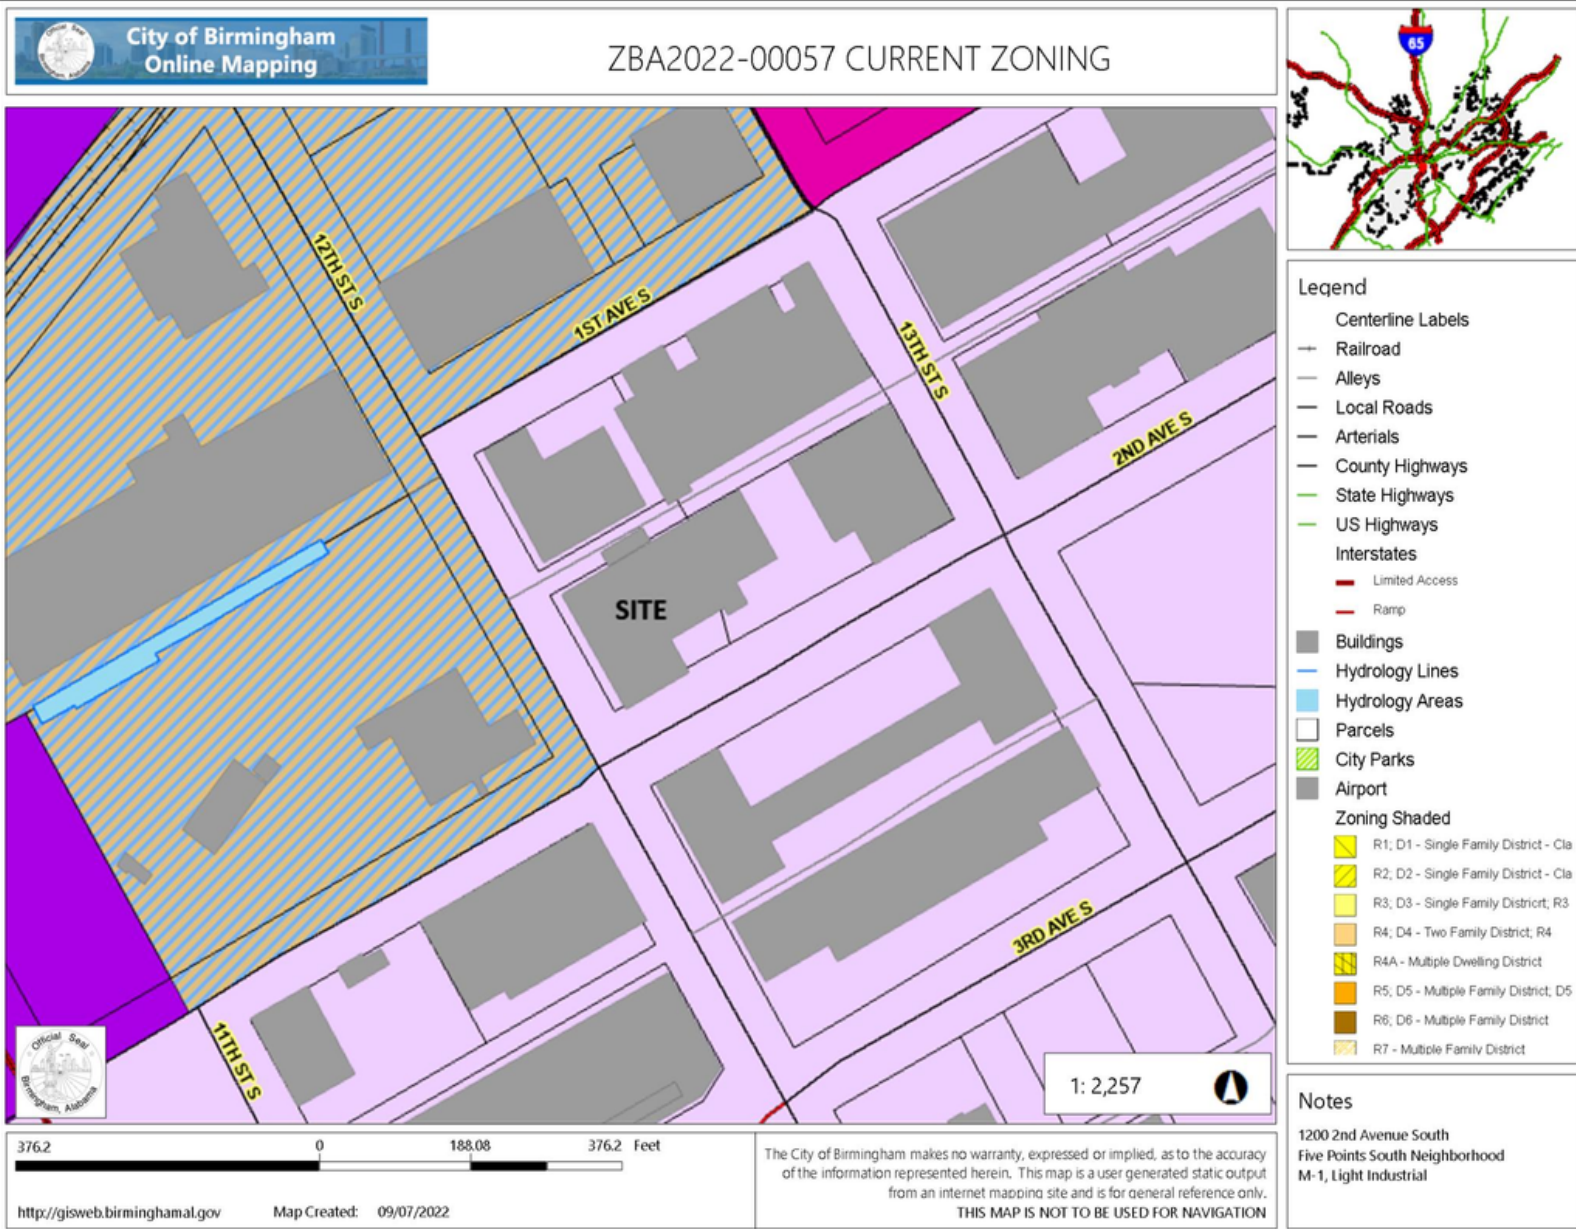 City of Birmingham
Online Mapping
ZBA2022-00057 CURRENT ZONING
65
12TH ST S
1ST AVE S
13TH ST S
2ND AVE S
SITE
3RD AVE S
11TH ST S
Official Seal
Birmingham, Alabama
1: 2,257
Legend
Centerline Labels
Railroad
Alleys
Local Roads
Arterials
County Highways
State Highways
US Highways
Interstates
Limited Access
Ramp
Buildings
Hydrology Lines
Hydrology Areas
Parcels
City Parks
Airport
Zoning Shaded
R1; D1 - Single Family District - Cla
R2; D2 - Single Family District - Cla
R3; D3 - Single Family Districrt; R3
R4; D4 - Two Family District; R4
R4A - Multiple Dwelling District
R5; D5 - Multiple Family District; D5
R6; D6 - Multiple Family District
R7 - Multiple Family District
376.2 0 188.08 376.2 Feet
http://gisweb.birminghamal.gov Map Created: 09/07/2022
The City of Birmingham makes no warranty, expressed or implied, as to the accuracy
of the information represented herein. This map is a user generated static output
from an internet mapping site and is for general reference only.
THIS MAP IS NOT TO BE USED FOR NAVIGATION
Notes
1200 2nd Avenue South
Five Points South Neighborhood
M-1, Light Industrial